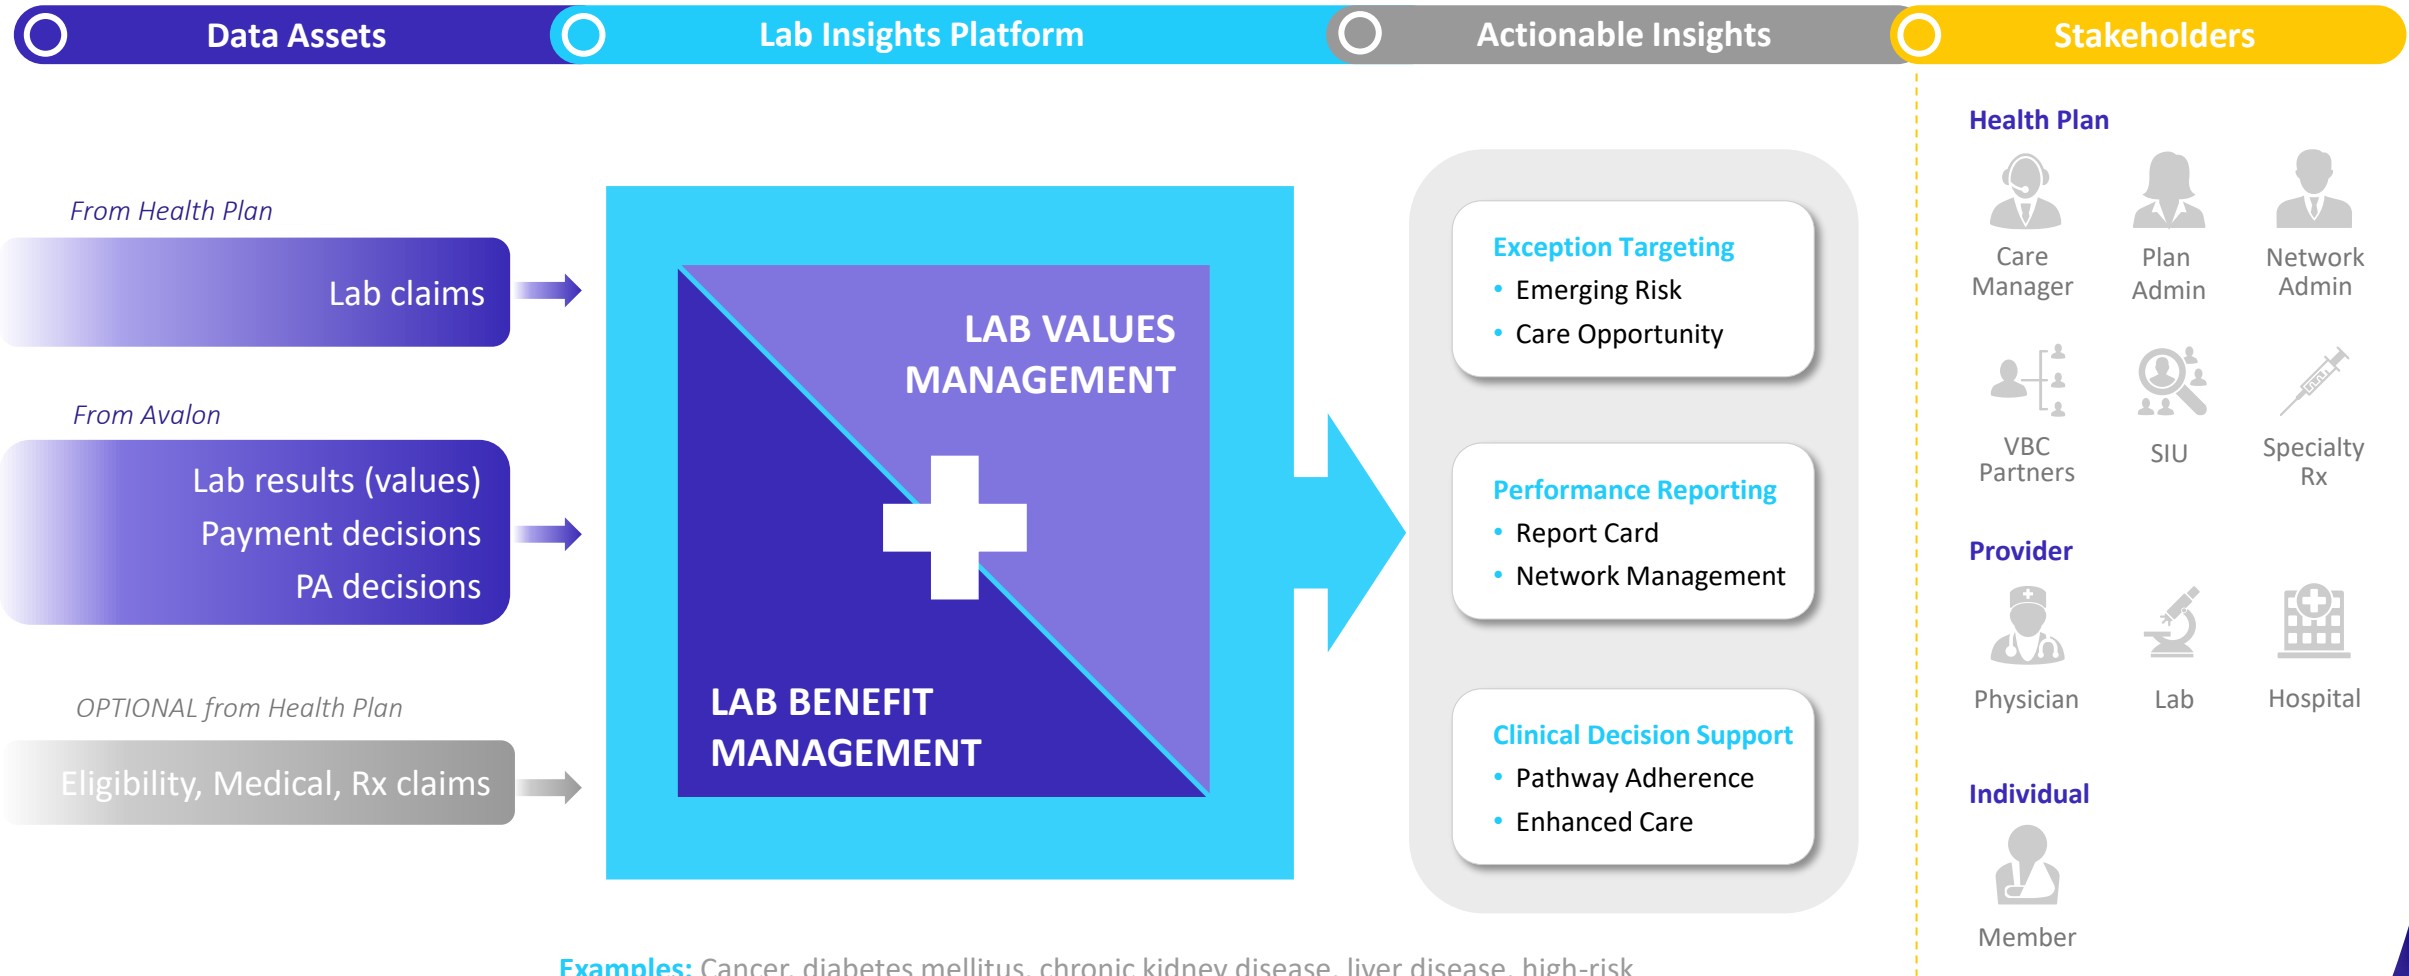 Data Assets
Lab Insights Platform
Actionable Insights
Stakeholders
From Health Plan
Lab claims
From Avalon
Lab results (values)
Payment decisions
PA decisions
OPTIONAL from Health Plan
Eligibility, Medical, Rx claims
LAB VALUES
MANAGEMENT
LAB BENEFIT
MANAGEMENT
Exception Targeting
• Emerging Risk
• Care Opportunity
Performance Reporting
• Report Card
• Network Management
Clinical Decision Support
• Pathway Adherence
• Enhanced Care
Health Plan
Care
Manager
Plan
Admin
Network
Admin
VBC
Partners
SIU
Specialty
Rx
Provider
Physician
Lab
Hospital
Individual
Member
Examples: Cancer, diabetes mellitus, chronic kidney disease, liver disease, high-risk